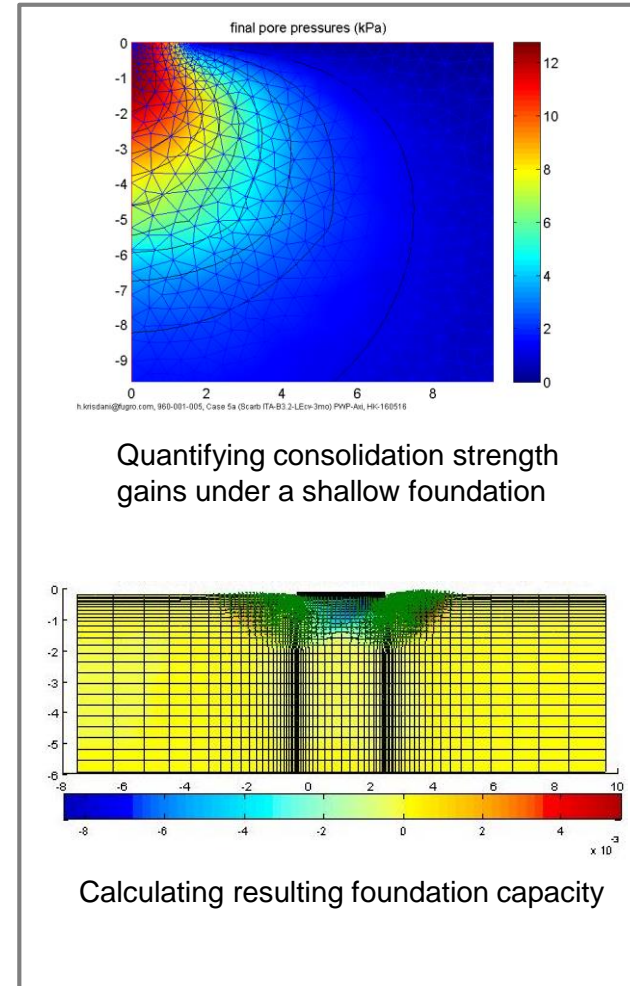 final pore pressures (kPa)
0
-1
-2
-3
-4
-5
-6
-7
-8
-9
0 2 4 6 8
12
10
8
6
4
2
0
h.krisdani@fugro.com, 960-001-005, Case 5a (Scarb ITA-B3.2-LEcv-3mo) PWP-Axi, HK-160516
Quantifying consolidation strength
gains under a shallow foundation
0
-1
-2
-3
-4
-5
-6
-8 -6 -4 -2 0 2 4 6 8 10
-8 -6 -4 -2 0 2 4
x 10-3
Calculating resulting foundation capacity